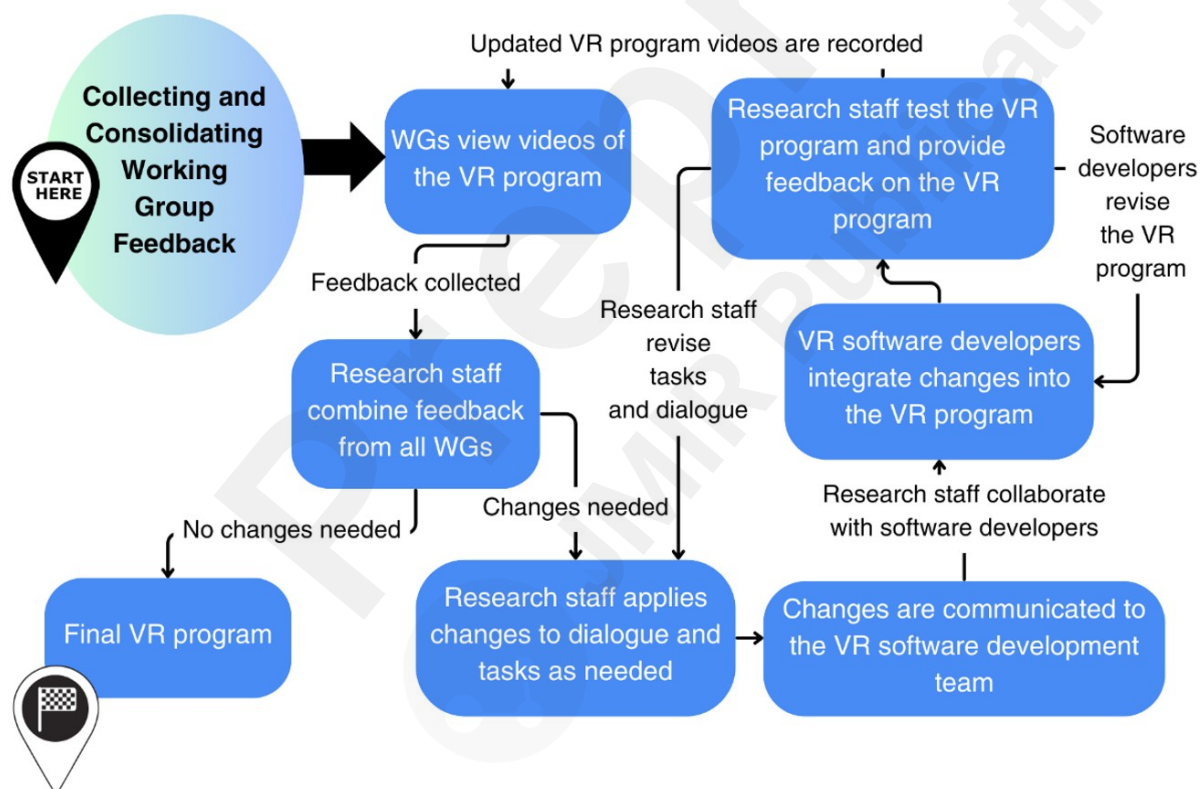 Collecting and
Consolidating
Working
Group
Feedback
START
HERE
Updated VR program videos are recorded
WGs view videos of
the VR program
Feedback collected
Research staff
combine feedback
from all WGs
No changes needed
Changes needed
Final VR program
Research staff applies
changes to dialogue and
tasks as needed
Changes are communicated to
the VR software development
team
Research staff collaborate
with software developers
VR software developers
integrate changes into
the VR program
Research staff test the VR
program and provide
feedback on the VR
program
Software
developers
revise
the VR
program
Research staff
revise
tasks
and dialogue
Prepr
JMIR Publicati